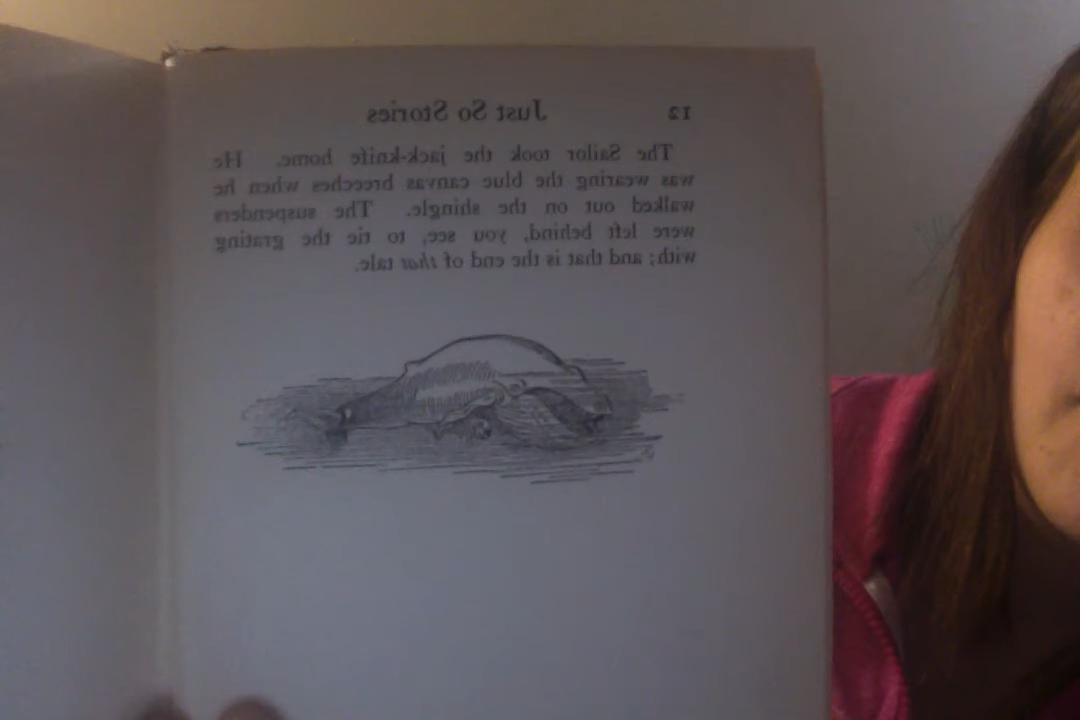 12 Just So Stories
The Sailor took the jack-knife home. He
was wearing the blue canvas breeches when he
walked out on the shingle. The suspenders
were left behind, you see, to tie the grating
with; and that is the end of that tale.